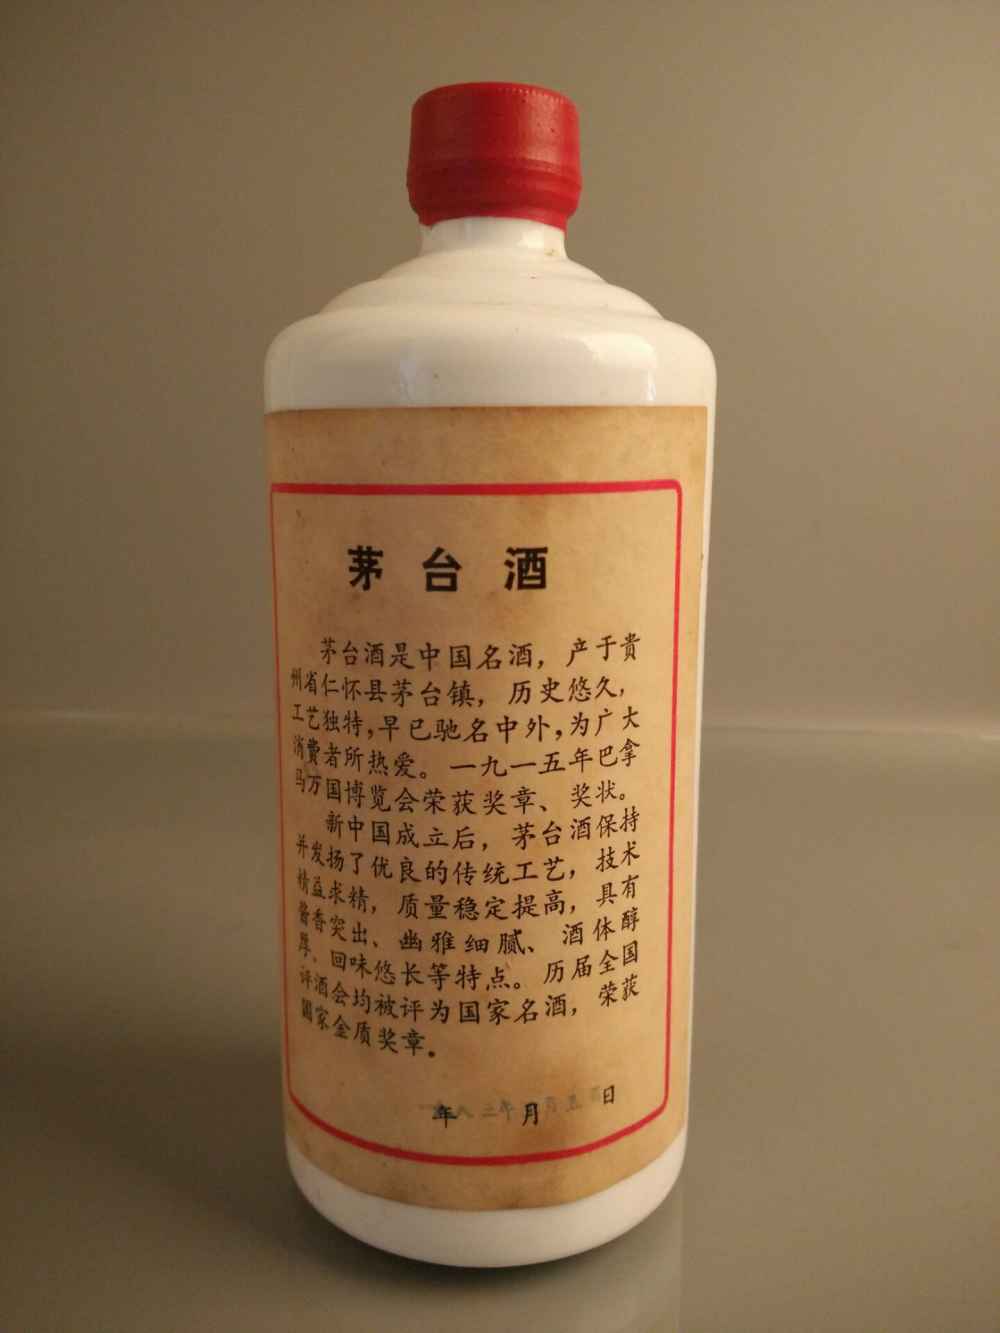 茅台酒
茅台酒是中国名酒，产于贵
州省仁怀县茅台镇，历史悠久，
工艺独特，早已驰名中外，为广大
消费者所热爱。一九一五年巴拿
马万国博览会荣获奖章、奖状。
新中国成立后，茅台酒保持
并发扬了优良的传统工艺，技术
精益求精，质量稳定提高，具有
酱香突出、幽雅细腻、酒体醇
厚、回味悠长等特点。历届全国
评酒会均被评为国家名酒，荣获
国家金质奖章。
年 月 日